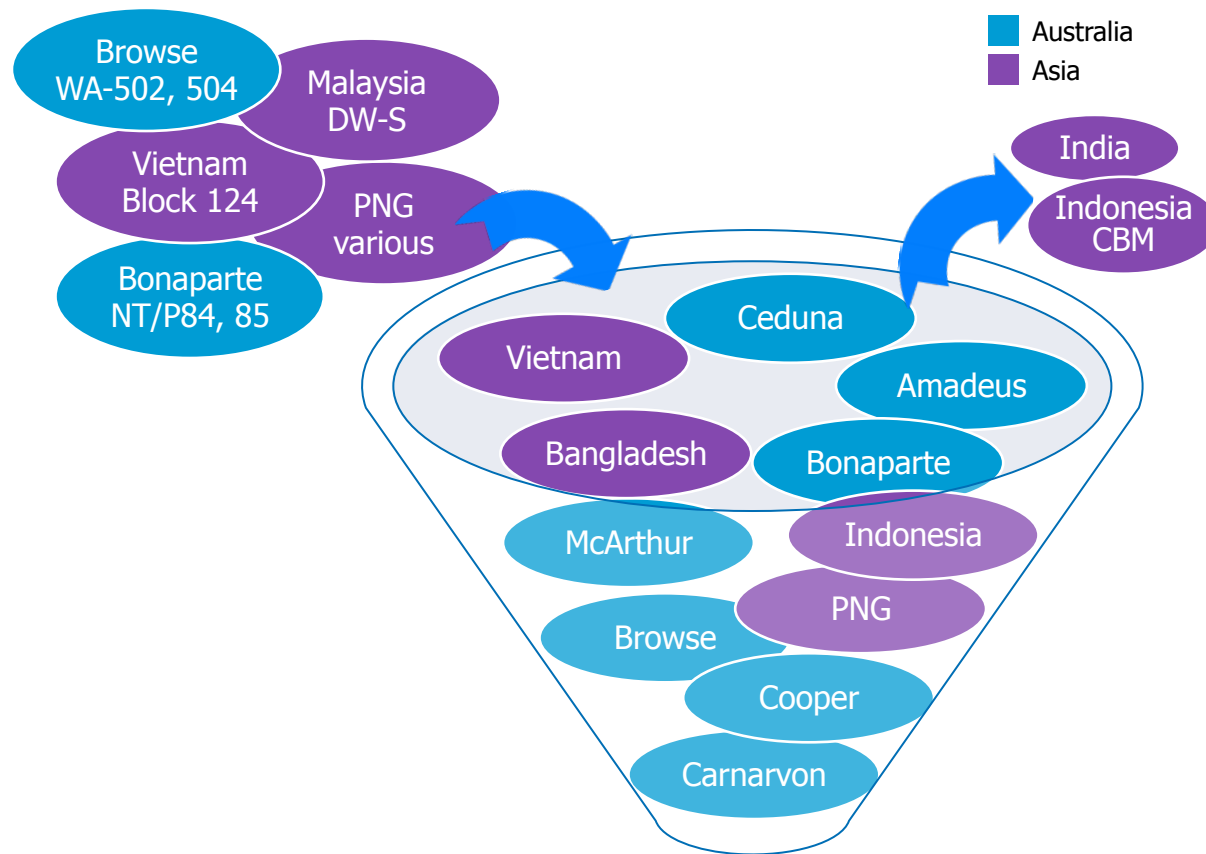 Browse
WA-502, 504
Malaysia
DW-S
Vietnam
Block 124
PNG
various
Bonaparte
NT/P84, 85
Australia
Asia
India
Indonesia
CBM
Ceduna
Vietnam
Amadeus
Bangladesh
Bonaparte
McArthur
Indonesia
PNG
Browse
Cooper
Carnarvon